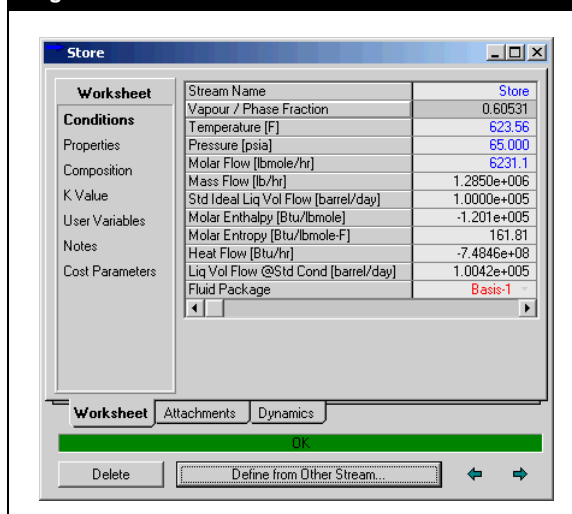 Store
Worksheet
Conditions
Properties
Composition
K Value
User Variables
Notes
Cost Parameters
Stream Name Store
Vapour / Phase Fraction 0.60531
Temperature [F] 623.56
Pressure [psia] 65.000
Molar Flow [lbmole/hr] 6231.1
Mass Flow [lb/hr] 1.2850e+006
Std Ideal Liq Vol Flow [barrel/day] 1.0000e+005
Molar Enthalpy [Btu/lbmole] -1.201e+005
Molar Entropy [Btu/lbmole-F] 161.81
Heat Flow [Btu/hr] -7.4846e+08
Liq Vol Flow @Std Cond [barrel/day] 1.0042e+005
Fluid Package Basis-1
Worksheet Attachments Dynamics
OK
Delete Define from Other Stream...